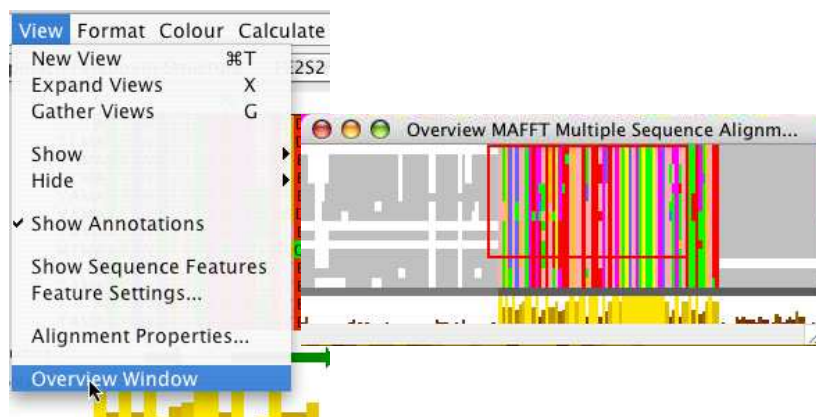 View Format Colour Calculate
New View ⌘T
E2S2
Expand Views X
Gather Views G
Overview MAFFT Multiple Sequence Alignm...
Show
Hide
✓ Show Annotations
Show Sequence Features
Feature Settings...
Alignment Properties...
Overview Window